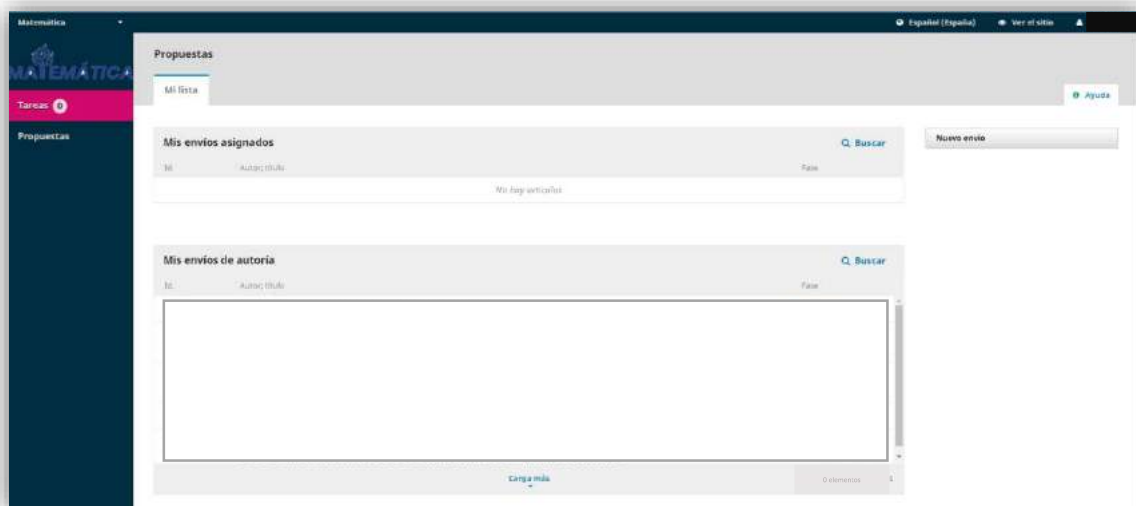 Matemática
Español (España) Ver el sitio
MATEMÁTICA
Propuestas
Mi lista
Ayuda
Tareas 0
Propuestas
Mis envíos asignados Buscar
Nuevo envío
Id. Autor; título Fase
No hay artículos
Mis envíos de autoría Buscar
Id. Autor; título Fase
Carga más 0 elementos